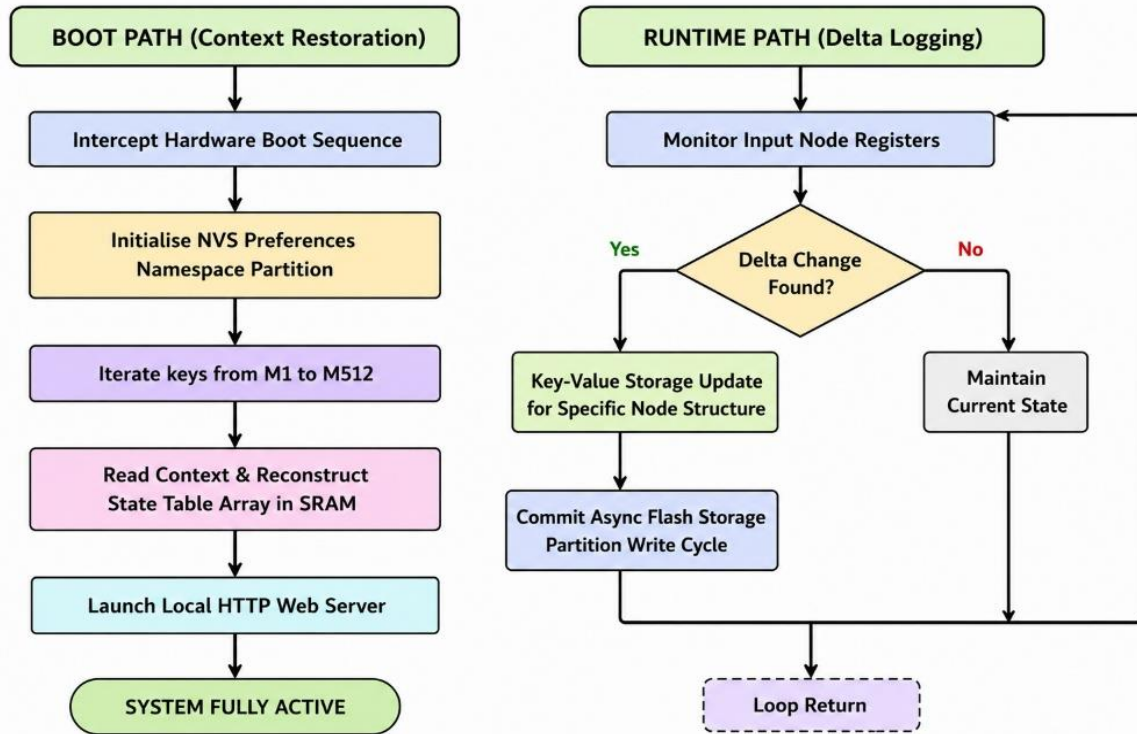 BOOT PATH (Context Restoration)
Intercept Hardware Boot Sequence
Initialise NVS Preferences
Namespace Partition
Iterate keys from M1 to M512
Read Context & Reconstruct
State Table Array in SRAM
Launch Local HTTP Web Server
SYSTEM FULLY ACTIVE
RUNTIME PATH (Delta Logging)
Monitor Input Node Registers
Delta Change
Found?
Yes
No
Key-Value Storage Update
for Specific Node Structure
Maintain
Current State
Commit Async Flash Storage
Partition Write Cycle
Loop Return